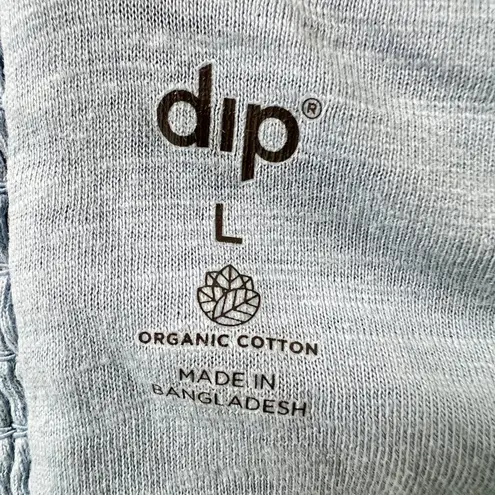 dip®
L
ORGANIC COTTON
MADE IN
BANGLADESH